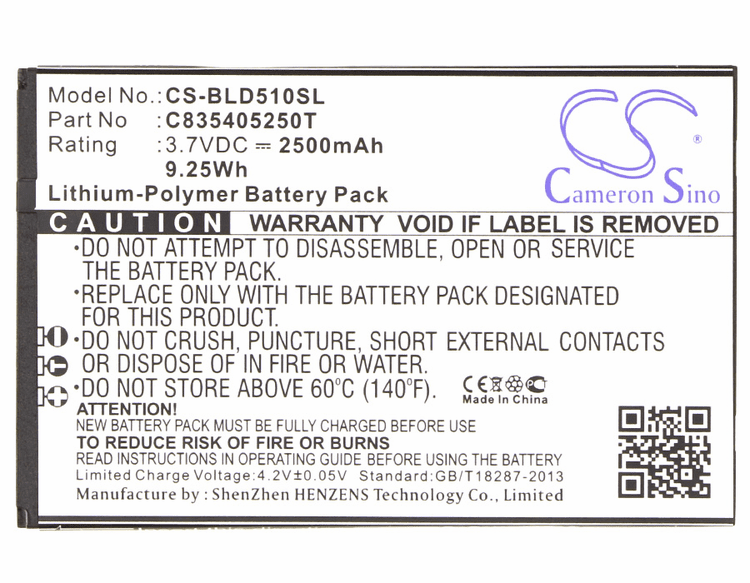 Model No.: CS-BLD510SL
Part No : C835405250T
Rating : 3.7VDC ⎓ 2500mAh
9.25Wh
Lithium-Polymer Battery Pack
Cameron Sino
®
CAUTION WARRANTY VOID IF LABEL IS REMOVED
·DO NOT ATTEMPT TO DISASSEMBLE, OPEN OR SERVICE
THE BATTERY PACK.
·REPLACE ONLY WITH THE BATTERY PACK DESIGNATED
FOR THIS PRODUCT.
·DO NOT CRUSH, PUNCTURE, SHORT EXTERNAL CONTACTS
OR DISPOSE OF IN FIRE OR WATER.
·DO NOT STORE ABOVE 60°C (140°F).
CE
Made In China
ATTENTION!
NEW BATTERY PACK MUST BE FULLY CHARGED BEFORE USE
TO REDUCE RISK OF FIRE OR BURNS
READ INSTRUCTIONS IN OPERATING GUIDE BEFORE USING THE BATTERY
Limited Charge Voltage:4.2V±0.05V Standard:GB/T18287-2013
Manufacture by : ShenZhen HENZENS Technology Co., Limited